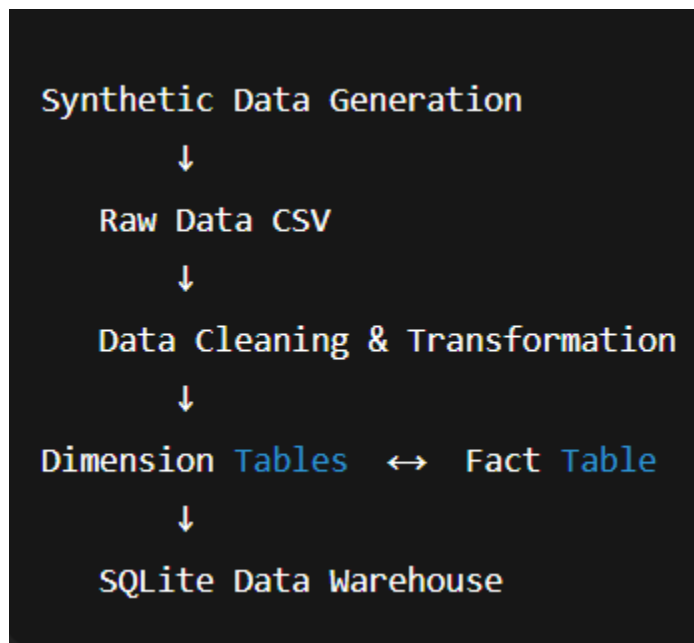 Synthetic Data Generation
↓
Raw Data CSV
↓
Data Cleaning & Transformation
↓
Dimension Tables ↔ Fact Table
↓
SQLite Data Warehouse